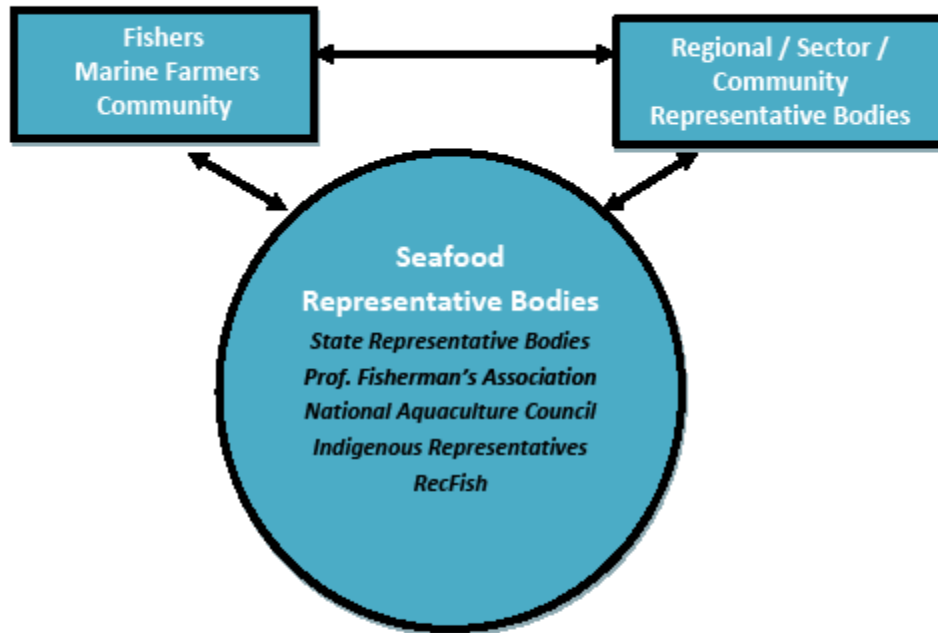 Fishers
Marine Farmers
Community
Regional / Sector /
Community
Representative Bodies
Seafood
Representative Bodies
State Representative Bodies
Prof. Fisherman's Association
National Aquaculture Council
Indigenous Representatives
RecFish